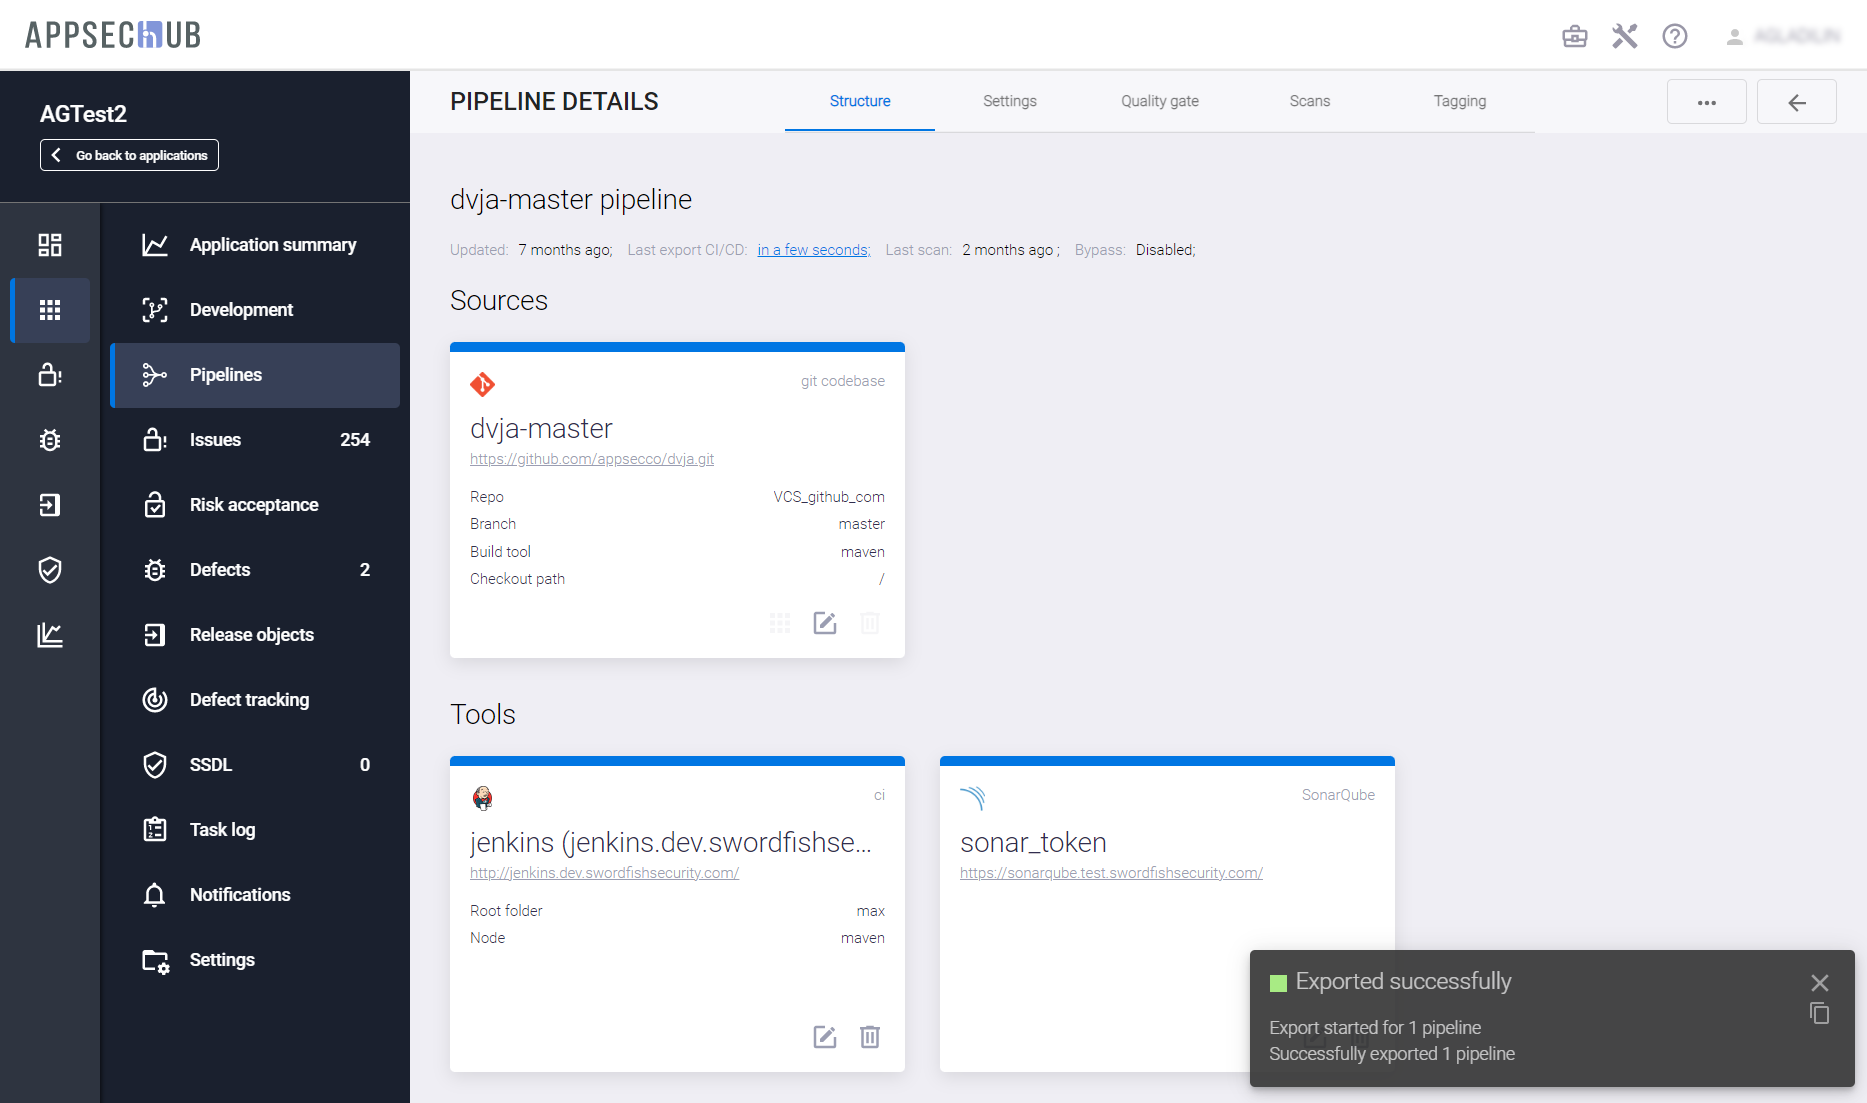 APPSECHUB
AGTest2
Go back to applications
Application summary
Development
Pipelines
Issues 254
Risk acceptance
Defects 2
Release objects
Defect tracking
SSDL 0
Task log
Notifications
Settings
PIPELINE DETAILS
Structure
Settings
Quality gate
Scans
Tagging
dvja-master pipeline
Updated: 7 months ago; Last export CI/CD: in a few seconds; Last scan: 2 months ago ; Bypass: Disabled;
Sources
git codebase
dvja-master
https://github.com/appsecco/dvja.git
Repo VCS_github_com
Branch master
Build tool maven
Checkout path /
Tools
ci
jenkins (jenkins.dev.swordfishse...
http://jenkins.dev.swordfishsecurity.com/
Root folder max
Node maven
SonarQube
sonar_token
https://sonarqube.test.swordfishsecurity.com/
Exported successfully
Export started for 1 pipeline
Successfully exported 1 pipeline